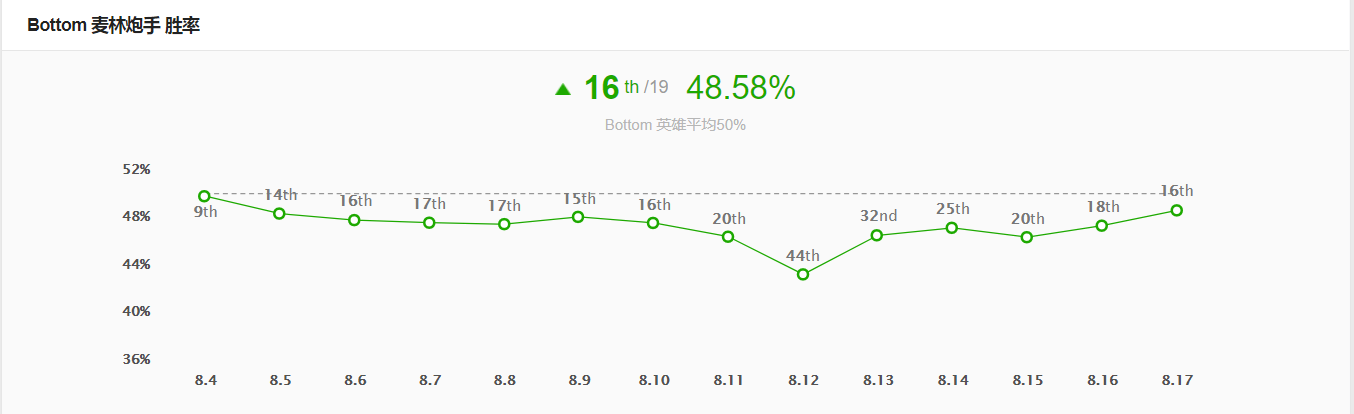 Bottom 麦林炮手 胜率
16 th /19 48.58%
Bottom 英雄平均50%
52%
9th 14th 16th 17th 17th 15th 16th 20th 44th 32nd 25th 20th 18th 16th
48%
44%
40%
36%
8.4 8.5 8.6 8.7 8.8 8.9 8.10 8.11 8.12 8.13 8.14 8.15 8.16 8.17